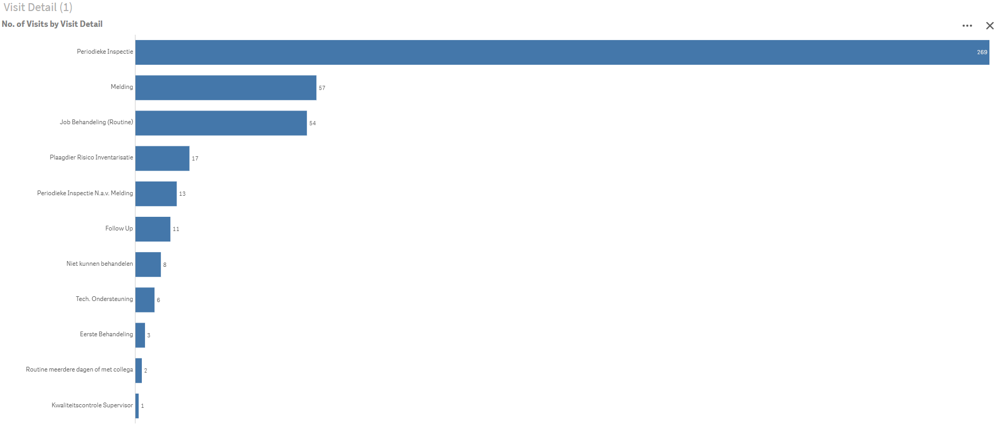 Visit Detail (1)
No. of Visits by Visit Detail
Periodieke Inspectie 269
Melding 57
Job Behandeling (Routine) 54
Plaagdier Risico Inventarisatie 17
Periodieke Inspectie N.a.v. Melding 13
Follow Up 11
Niet kunnen behandelen 8
Tech. Ondersteuning 6
Eerste Behandeling 3
Routine meerdere dagen of met collega 2
Kwaliteitscontrole Supervisor 1